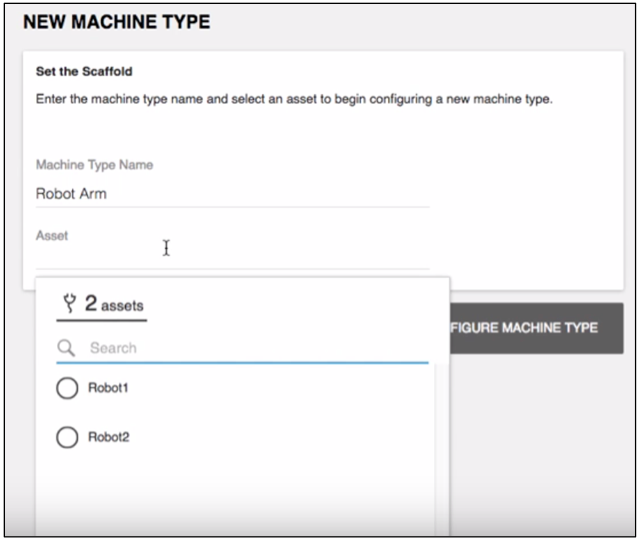 NEW MACHINE TYPE
Set the Scaffold
Enter the machine type name and select an asset to begin configuring a new machine type.
Machine Type Name
Robot Arm
Asset
2 assets
FIGURE MACHINE TYPE
Search
Robot1
Robot2